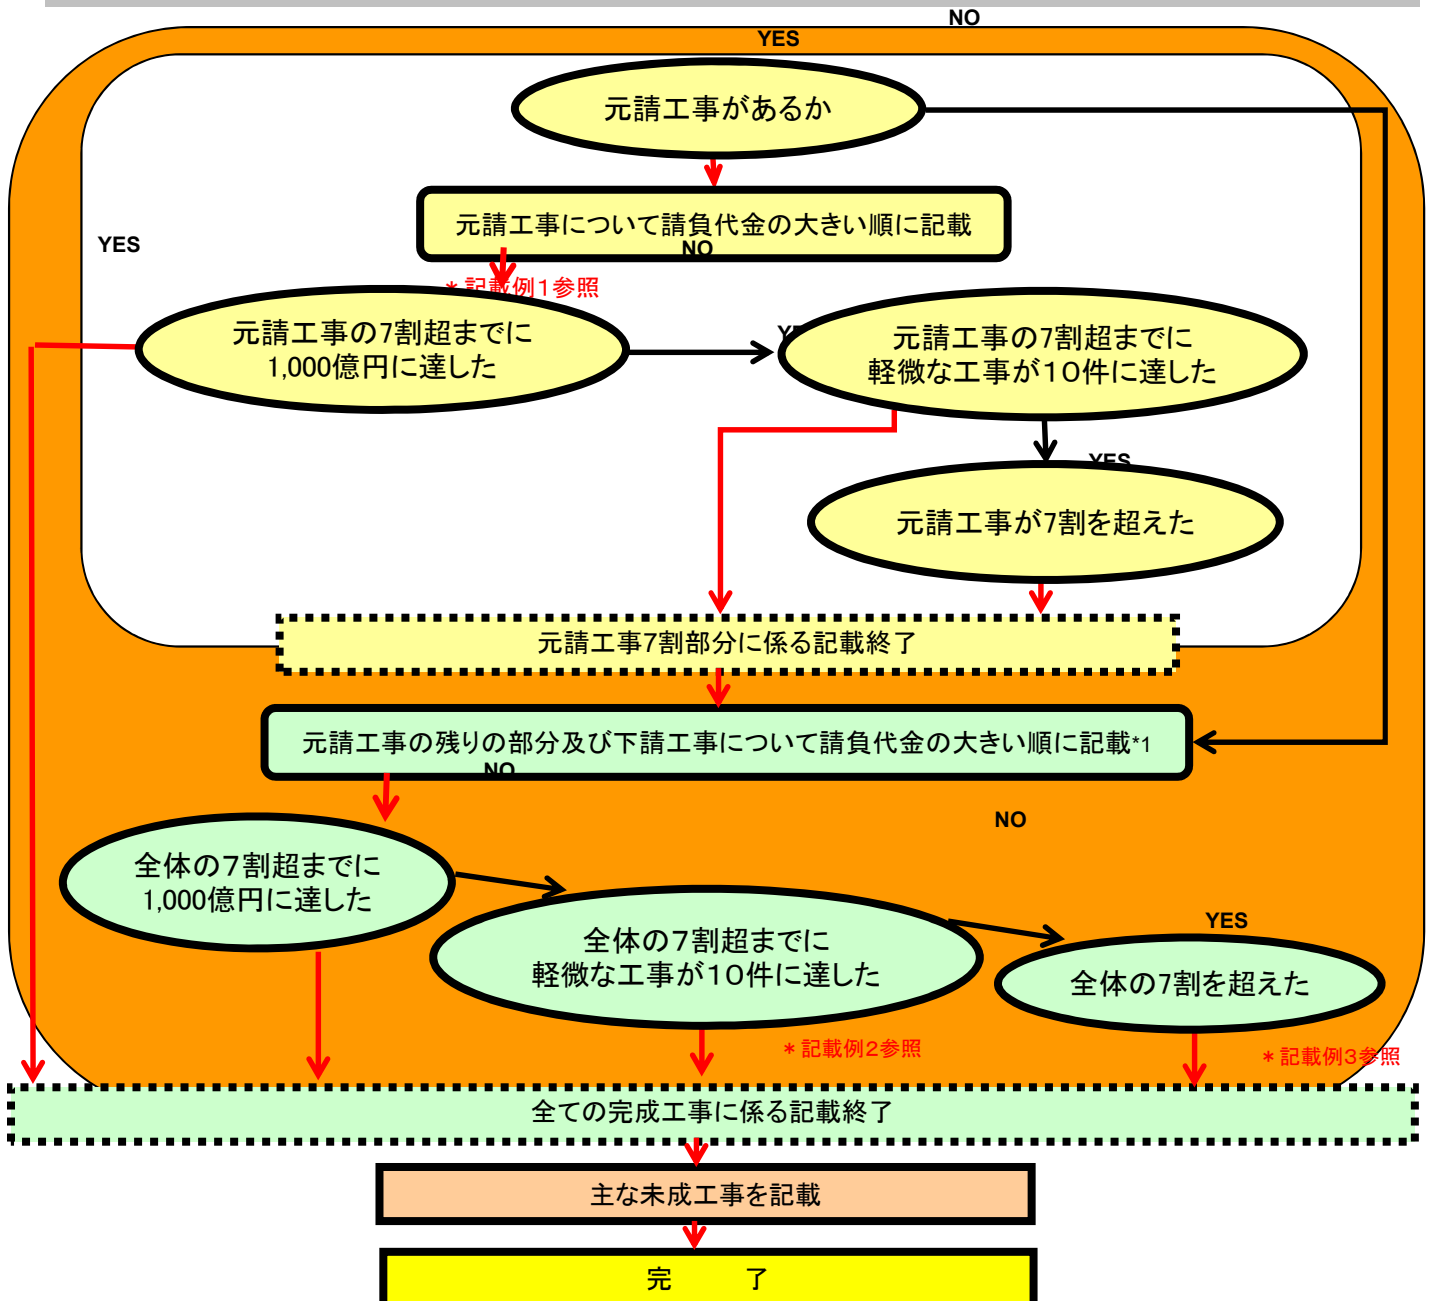 NO
YES
元請工事があるか
元請工事について請負代金の大きい順に記載
YES
NO
＊記載例１参照
元請工事の7割超までに
1,000億円に達した
YES
元請工事の7割超までに
軽微な工事が１０件に達した
YES
元請工事が7割を超えた
元請工事7割部分に係る記載終了
元請工事の残りの部分及び下請工事について請負代金の大きい順に記載*1
NO
NO
全体の７割超までに
1,000億円に達した
全体の７割超までに
軽微な工事が１０件に達した
YES
全体の7割を超えた
＊記載例２参照
＊記載例３参照
全ての完成工事に係る記載終了
主な未成工事を記載
完　　　了